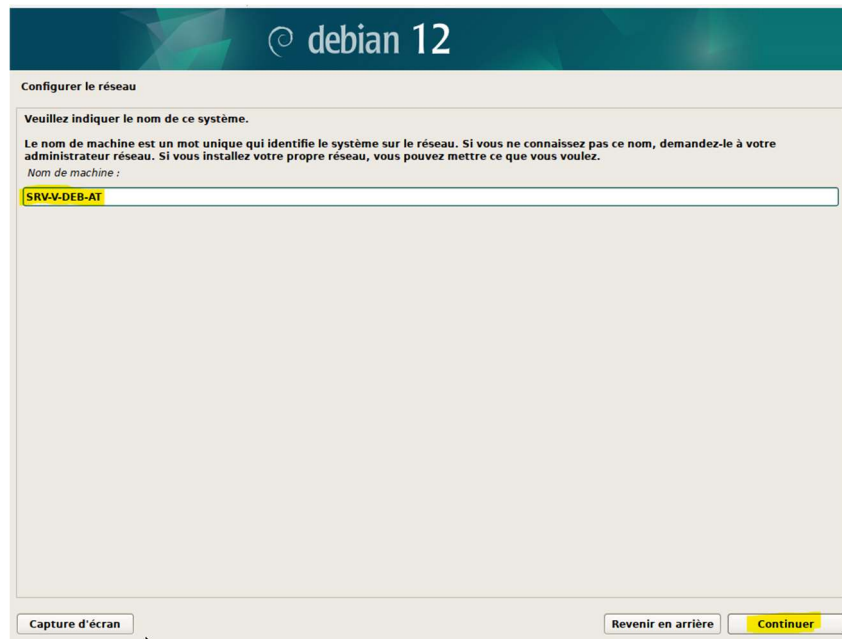 debian 12
Configurer le réseau
Veuillez indiquer le nom de ce système.
Le nom de machine est un mot unique qui identifie le système sur le réseau. Si vous ne connaissez pas ce nom, demandez-le à votre
administrateur réseau. Si vous installez votre propre réseau, vous pouvez mettre ce que vous voulez.
Nom de machine :
SRV-V-DEB-AT
Capture d'écran
Revenir en arrière
Continuer